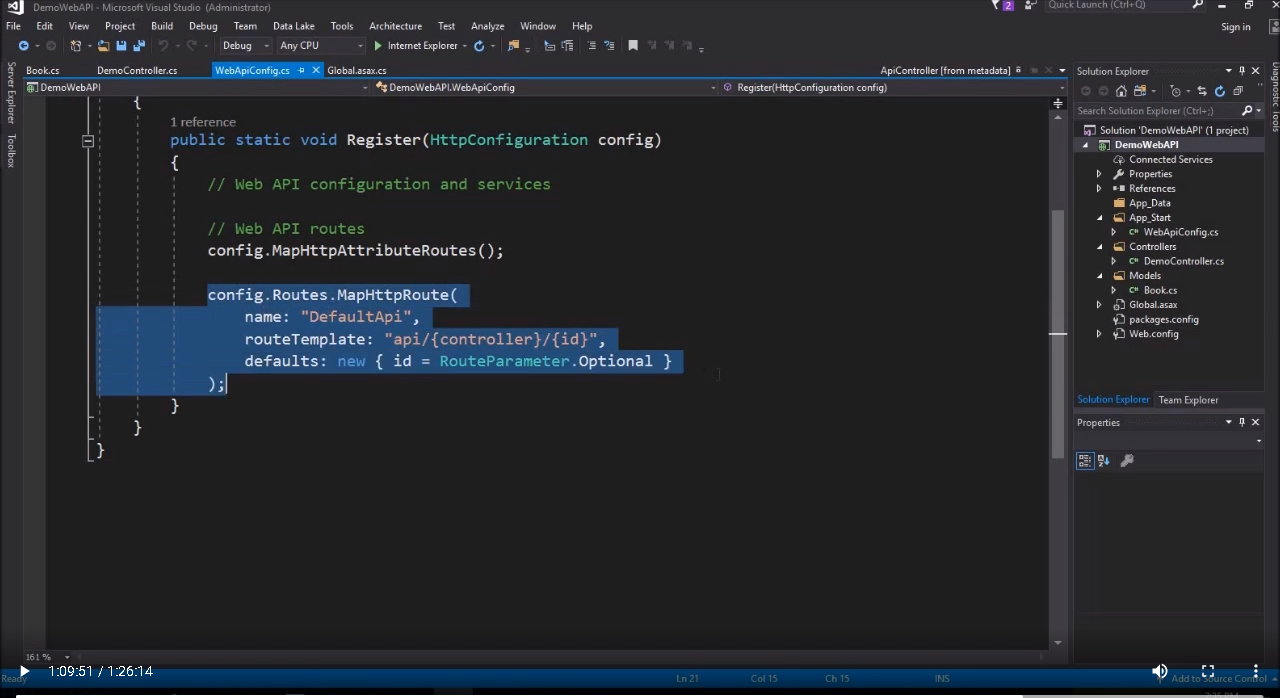 DemoWebAPI - Microsoft Visual Studio (Administrator)
2
Quick Launch (Ctrl+Q)
File Edit View Project Build Debug Team Data Lake Tools Architecture Test Analyze Window Help
Sign in
Debug Any CPU Internet Explorer
Server Explorer
Toolbox
Book.cs DemoController.cs WebApiConfig.cs Global.asax.cs ApiController [from metadata]
DemoWebAPI DemoWebAPI.WebApiConfig Register(HttpConfiguration config)
{
1 reference
public static void Register(HttpConfiguration config)
{
// Web API configuration and services
// Web API routes
config.MapHttpAttributeRoutes();
config.Routes.MapHttpRoute(
name: "DefaultApi",
routeTemplate: "api/{controller}/{id}",
defaults: new { id = RouteParameter.Optional }
);
}
}
}
161 %
Solution Explorer
Search Solution Explorer (Ctrl+;)
Solution 'DemoWebAPI' (1 project)
DemoWebAPI
Connected Services
Properties
References
App_Data
App_Start
C# WebApiConfig.cs
Controllers
C# DemoController.cs
Models
C# Book.cs
Global.asax
packages.config
Web.config
Solution Explorer Team Explorer
Properties
Diagnostic Tools
1:09:51 / 1:26:14
Ready Ln 21 Col 15 Ch 15 INS Add to Source Control